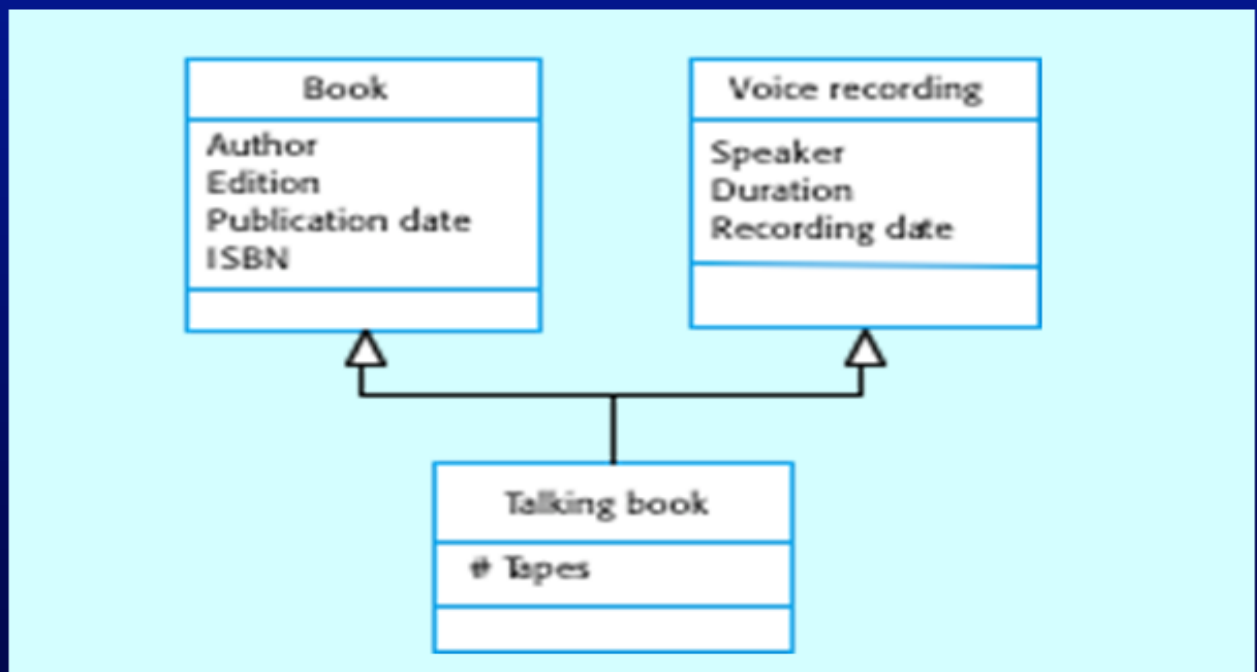 Book
Author
Edition
Publication date
ISBN
Voice recording
Speaker
Duration
Recording date
Talking book
# Tapes